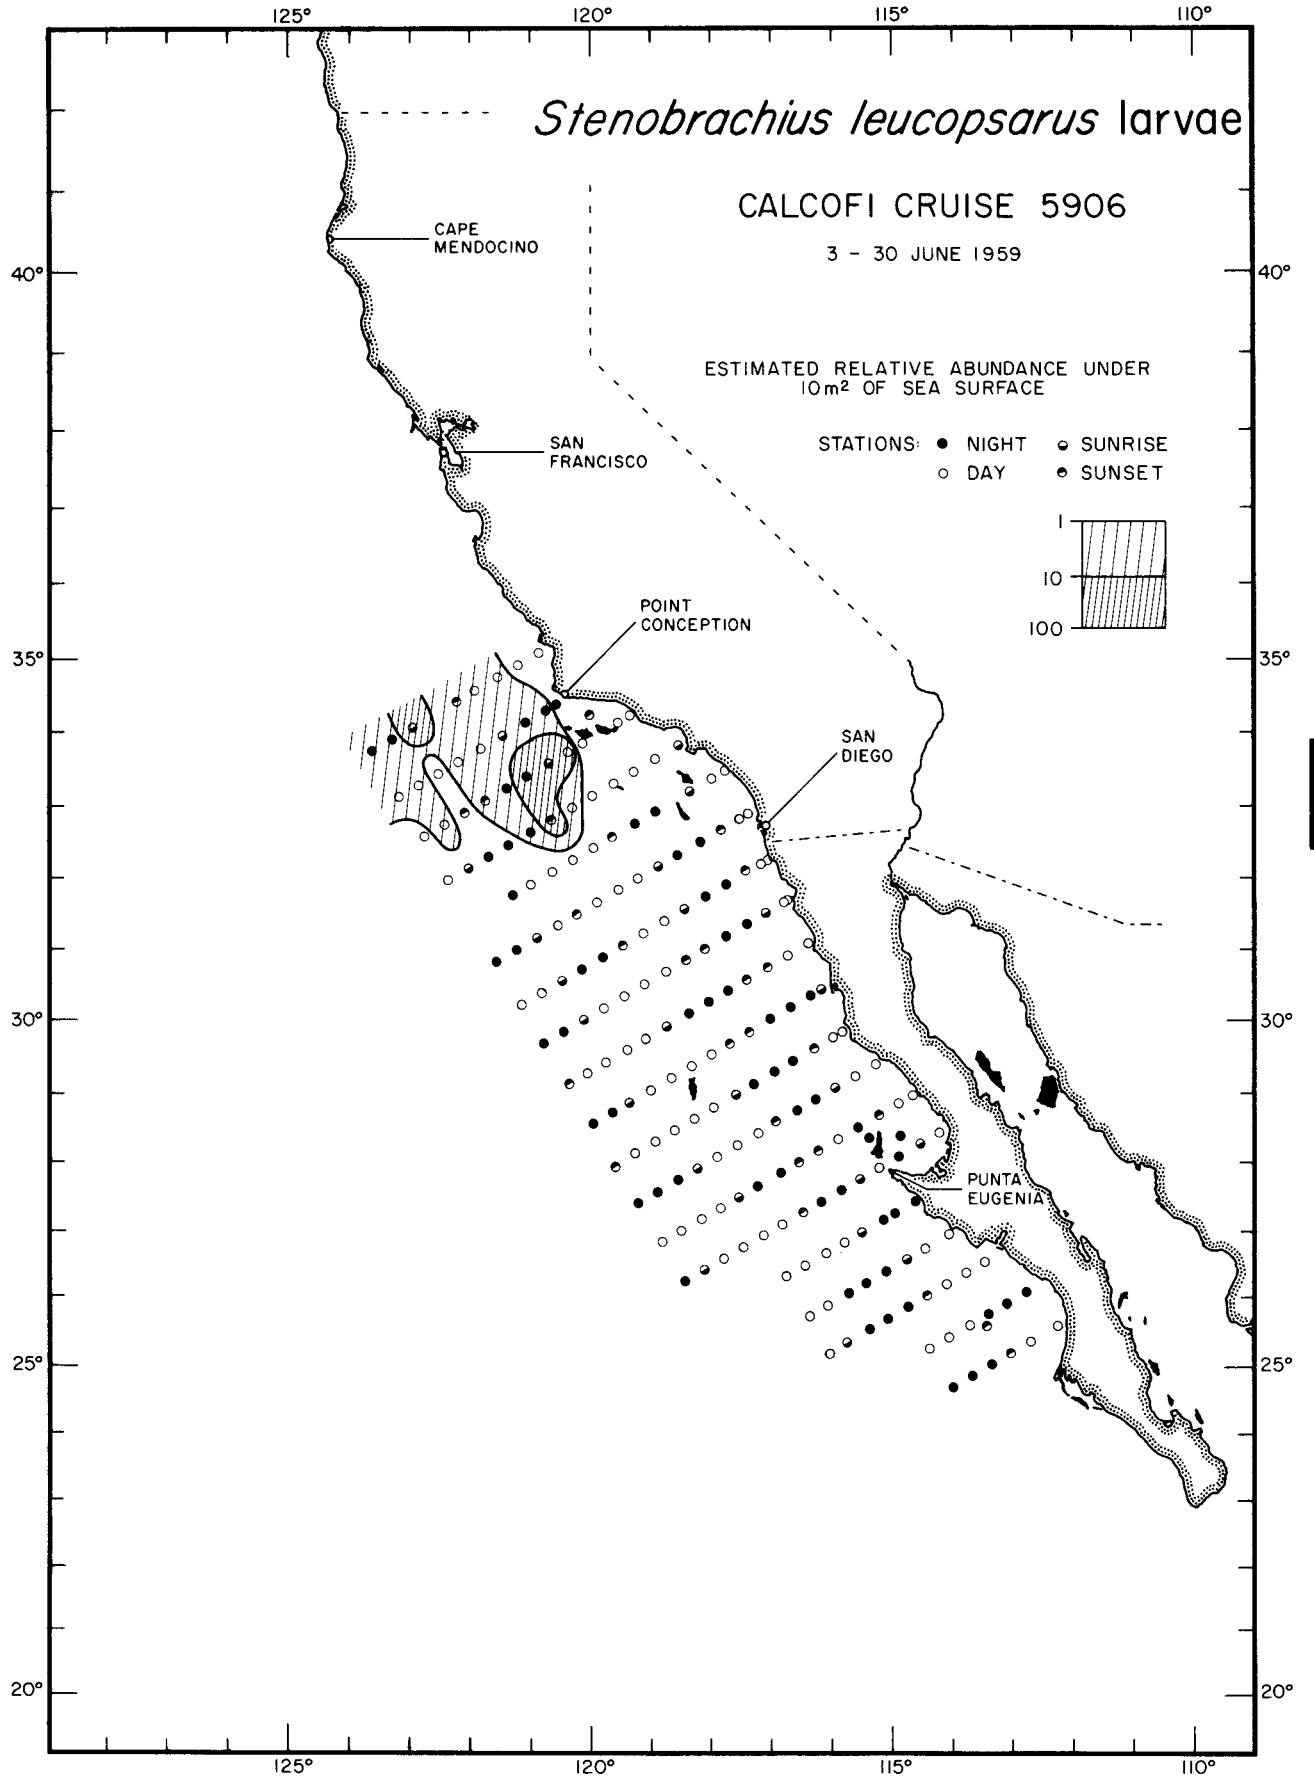 125° 120° 115° 110°
Stenobrachius leucopsarus larvae
CALCOFI CRUISE 5906
3 – 30 JUNE 1959
CAPE
MENDOCINO
40° 40°
ESTIMATED RELATIVE ABUNDANCE UNDER
10m² OF SEA SURFACE
STATIONS: ● NIGHT ◒ SUNRISE
○ DAY ◓ SUNSET
SAN
FRANCISCO
1
10
100
POINT
CONCEPTION
35° 35°
SAN
DIEGO
30° 30°
PUNTA
EUGENIA
25° 25°
20° 20°
125° 120° 115° 110°